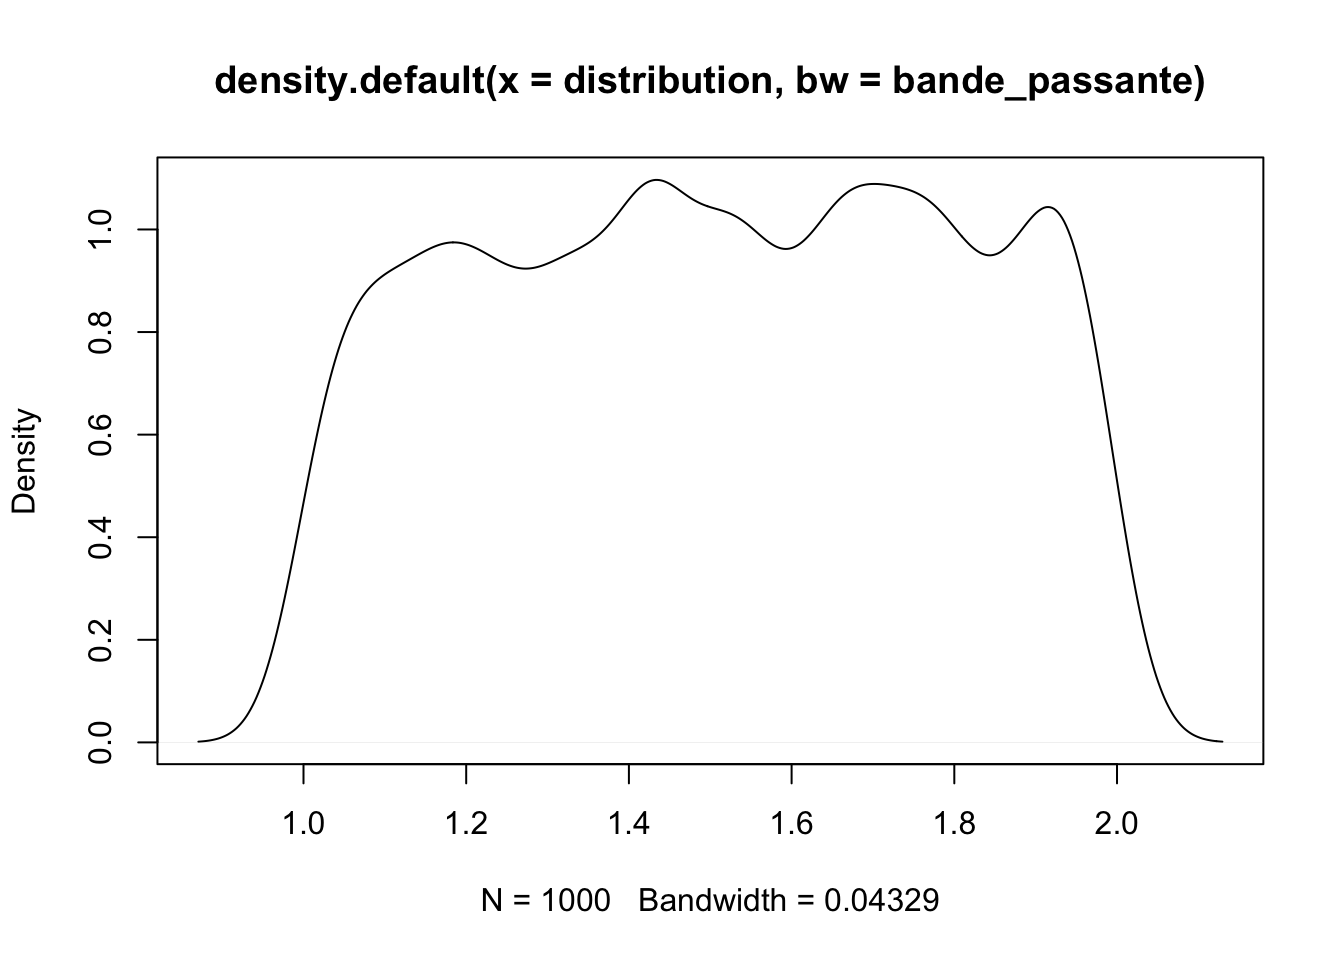 density.default(x = distribution, bw = bande_passante)
Density
0.0
0.2
0.4
0.6
0.8
1.0
1.0 1.2 1.4 1.6 1.8 2.0
N = 1000 Bandwidth = 0.04329